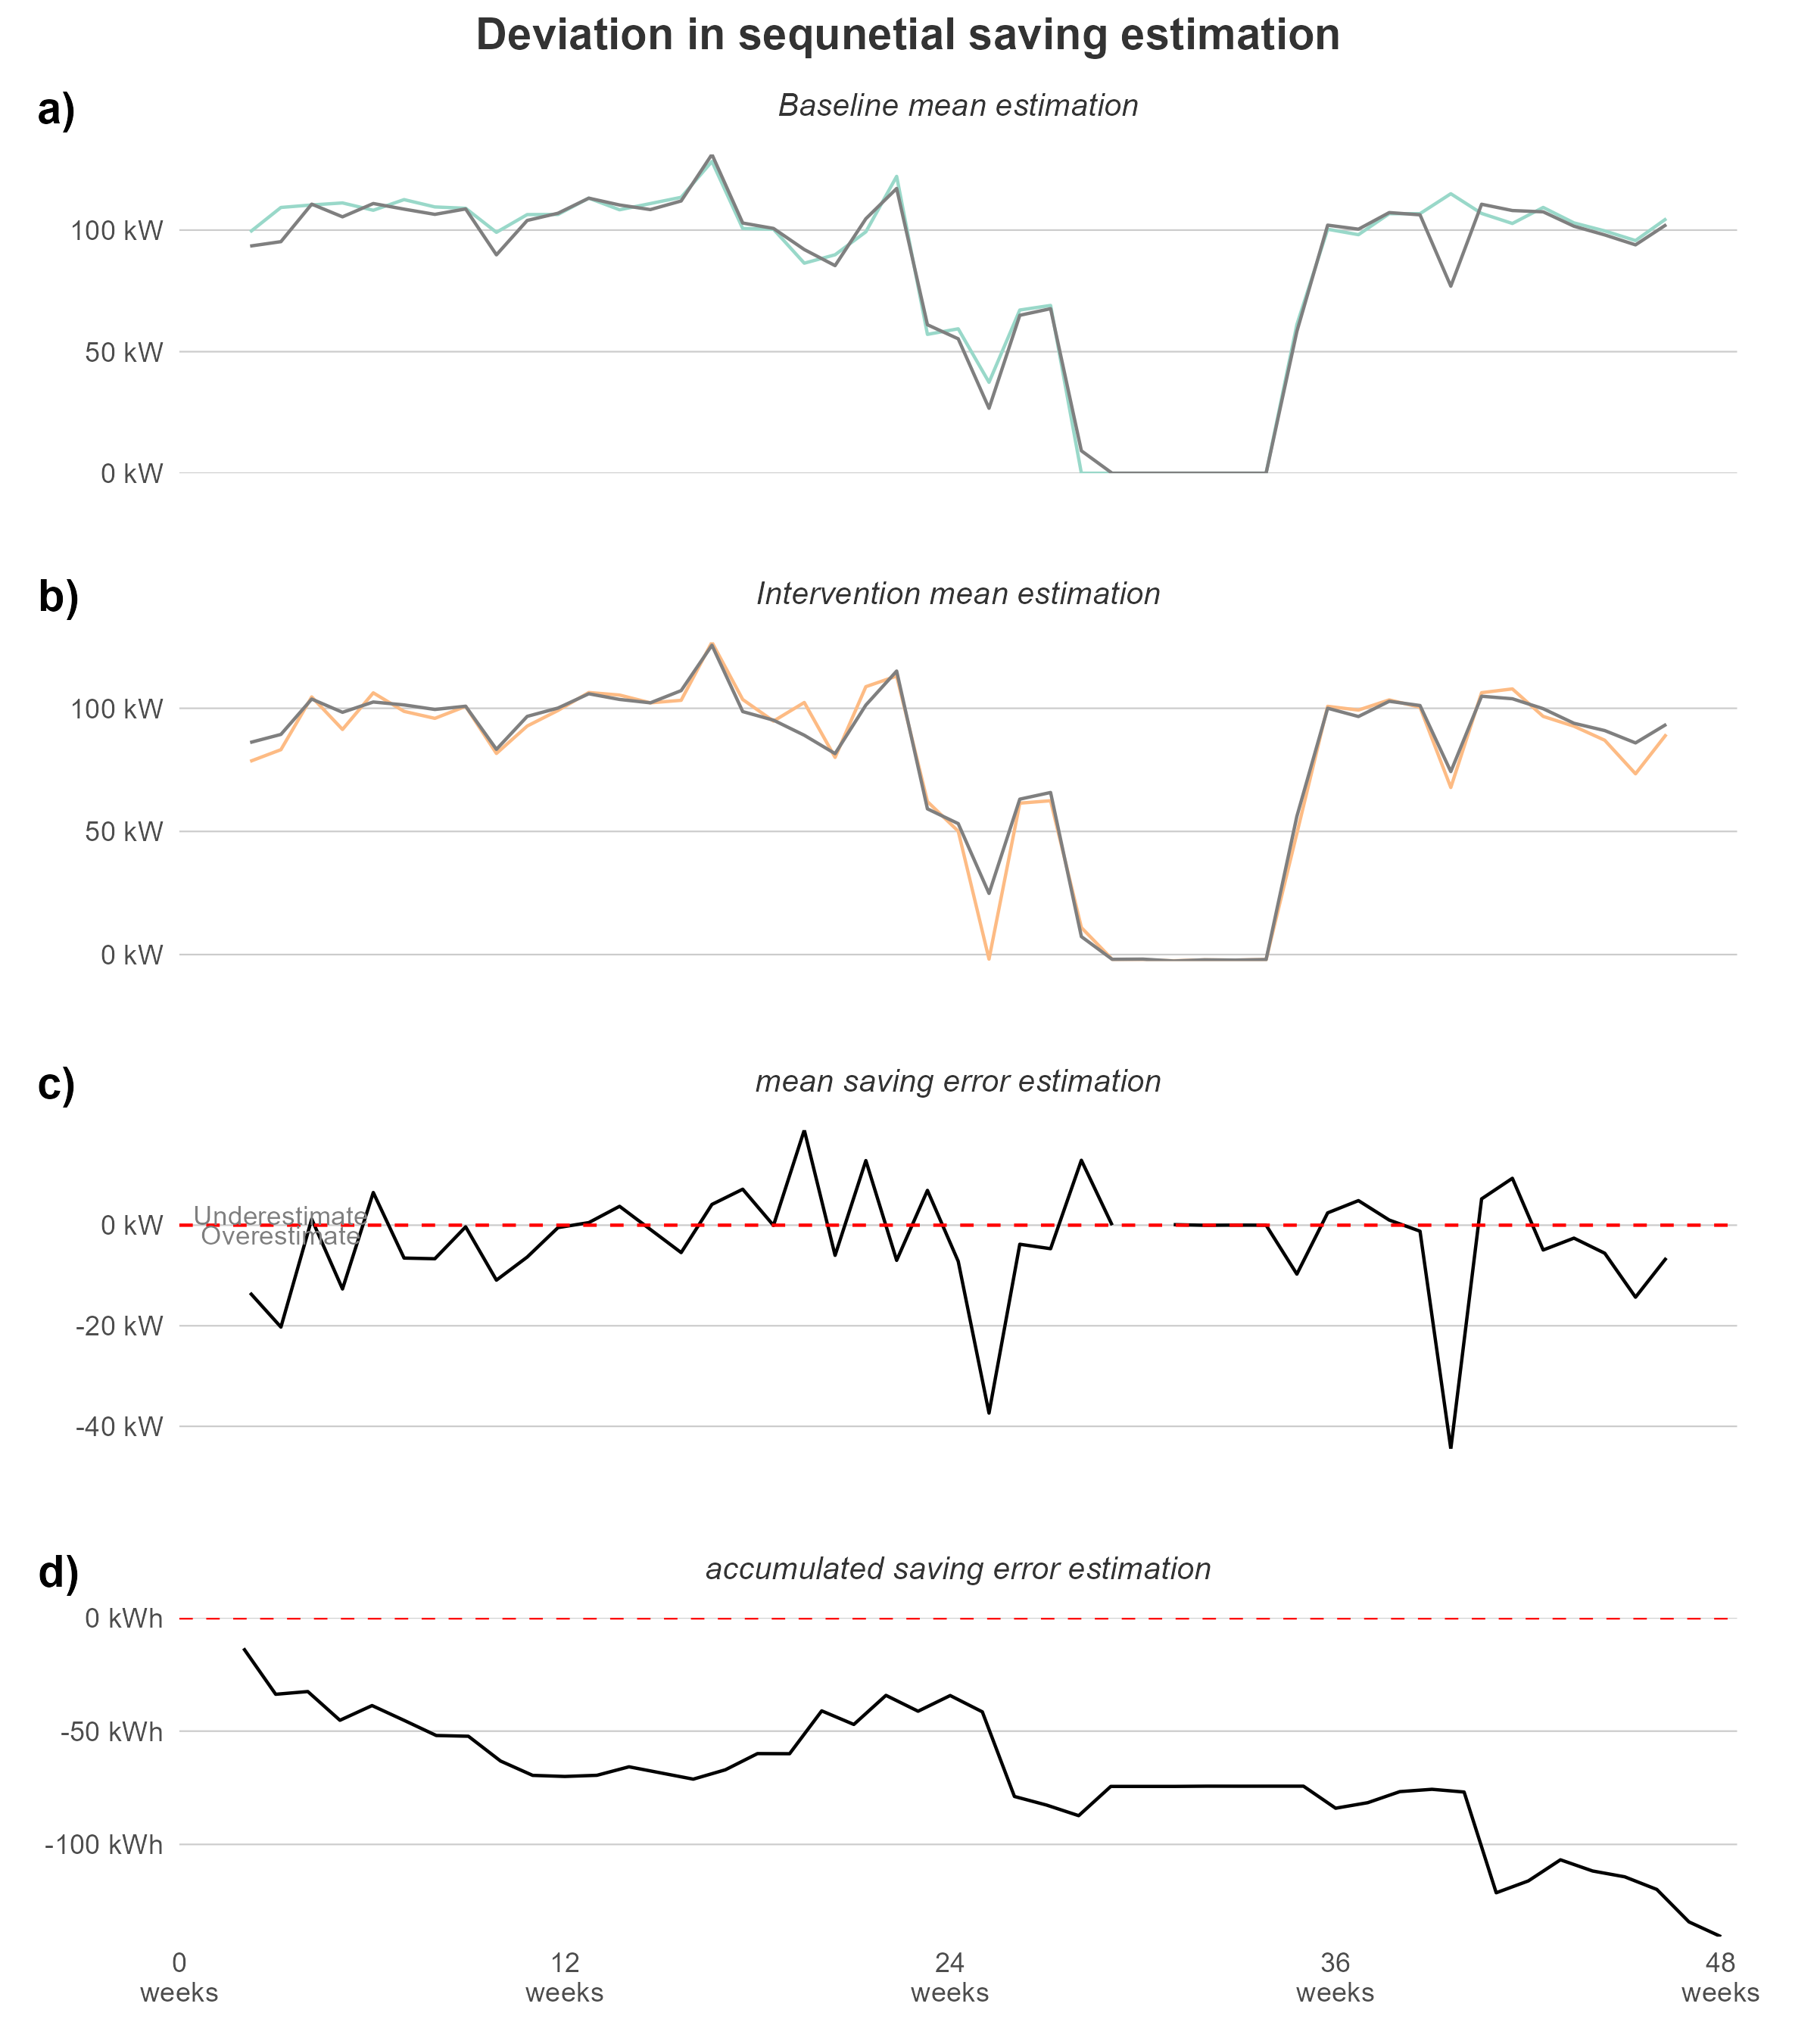 Deviation in sequnetial saving estimation
a)
Baseline mean estimation
100 kW
50 kW
0 kW
b)
Intervention mean estimation
100 kW
50 kW
0 kW
c)
mean saving error estimation
Underestimate
0 kW
Overestimate
-20 kW
-40 kW
d)
accumulated saving error estimation
0 kWh
-50 kWh
-100 kWh
0 12 24 36 48
weeks weeks weeks weeks weeks